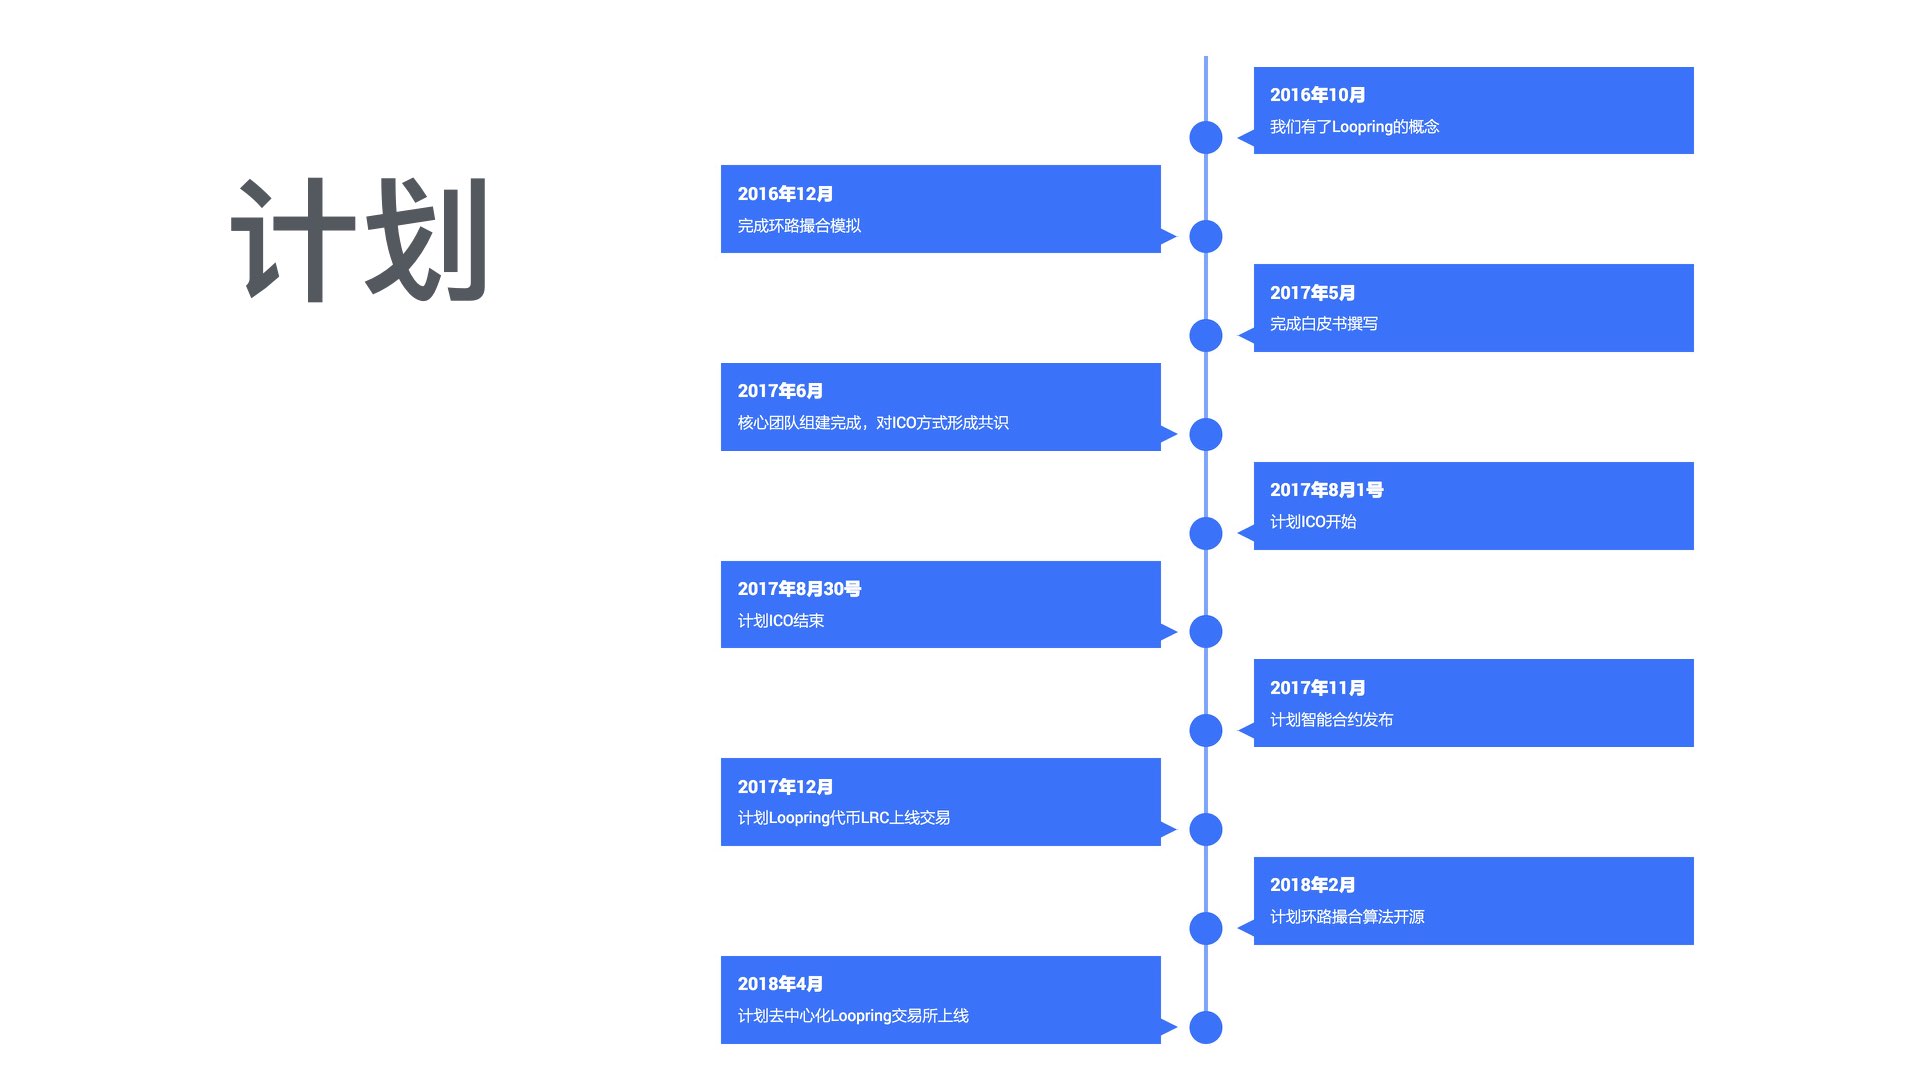 计划
2016年10月
我们有了Loopring的概念
2016年12月
完成环路撮合模拟
2017年5月
完成白皮书撰写
2017年6月
核心团队组建完成，对ICO方式形成共识
2017年8月1号
计划ICO开始
2017年8月30号
计划ICO结束
2017年11月
计划智能合约发布
2017年12月
计划Loopring代币LRC上线交易
2018年2月
计划环路撮合算法开源
2018年4月
计划去中心化Loopring交易所上线